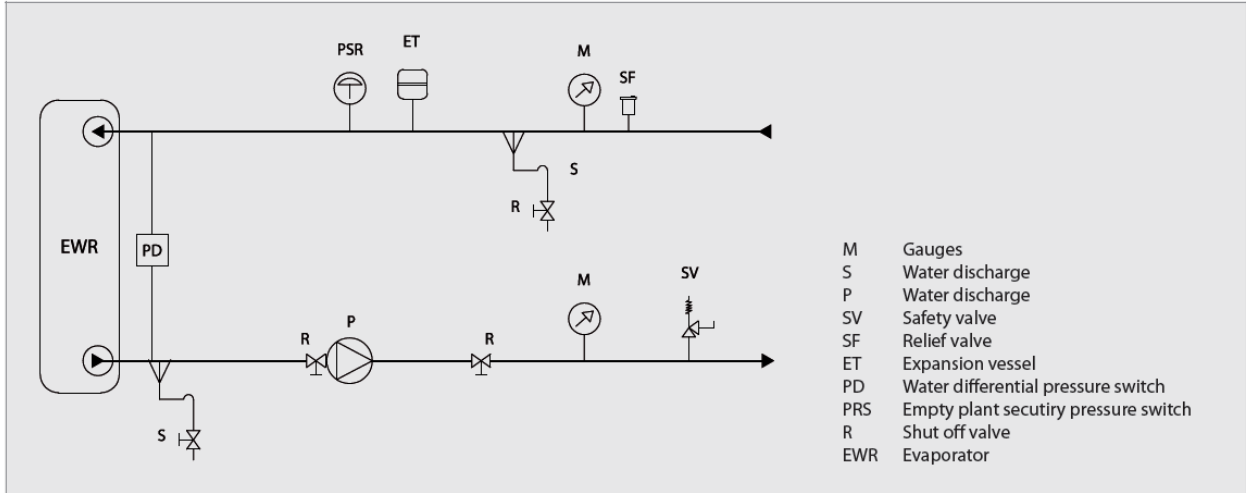 PSR
ET
M
SF
S
R
EWR
PD
M
SV
R
P
R
S
M Gauges
S Water discharge
P Water discharge
SV Safety valve
SF Relief valve
ET Expansion vessel
PD Water differential pressure switch
PRS Empty plant secutiry pressure switch
R Shut off valve
EWR Evaporator